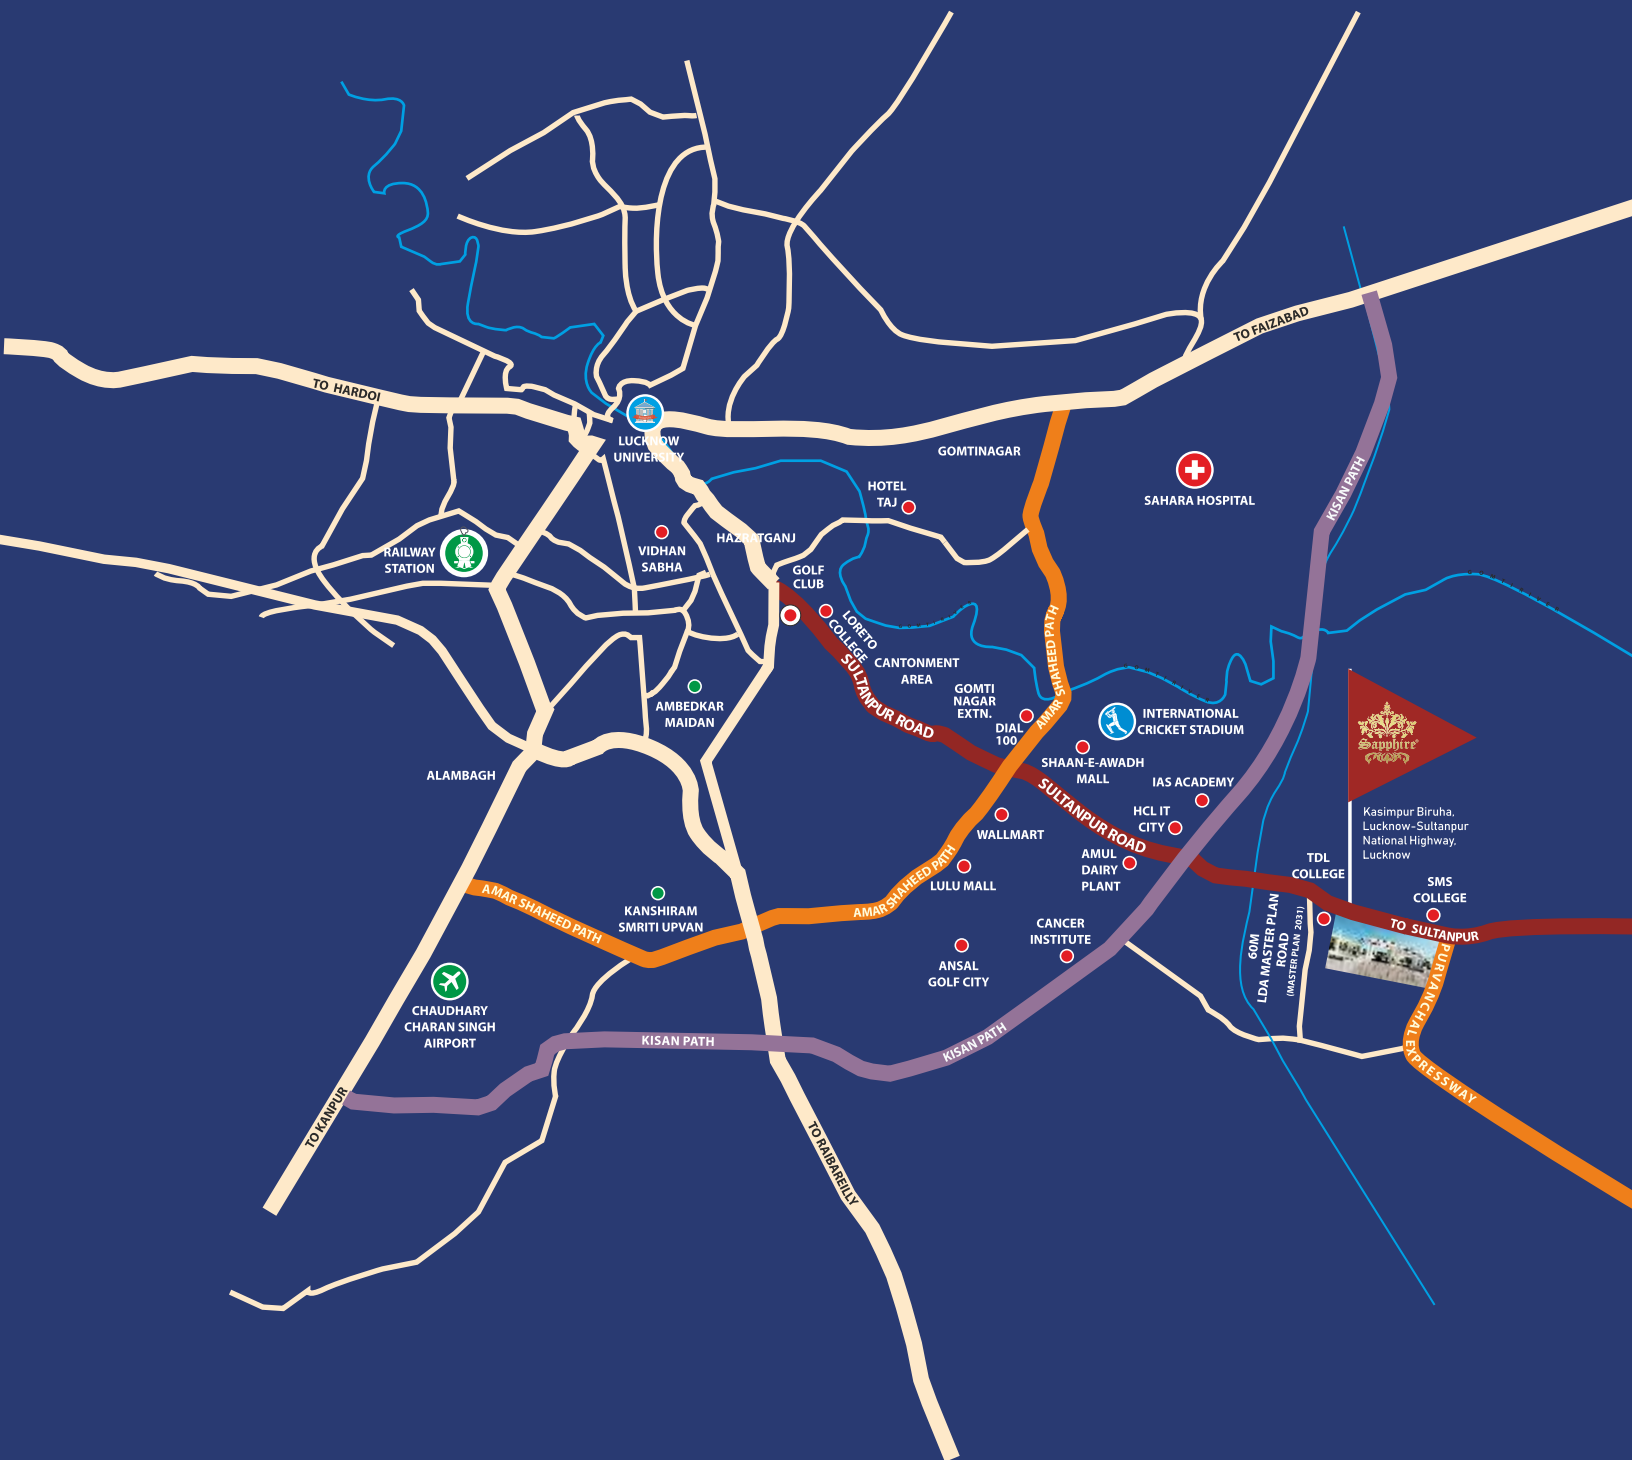 TO FAIZABAD
TO HARDOI
LUCKNOW
UNIVERSITY
GOMTINAGAR
KISAN PATH
HOTEL
TAJ
SAHARA HOSPITAL
RAILWAY
STATION
VIDHAN
SABHA
HAZRATGANJ
GOLF
CLUB
LORETO
COLLEGE
AMAR SHAHEED PATH
CANTONMENT
AREA
SULTANPUR ROAD
GOMTI
NAGAR
EXTN.
DIAL
100
INTERNATIONAL
CRICKET STADIUM
AMBEDKAR
MAIDAN
Sapphire
SHAAN-E-AWADH
MALL
ALAMBAGH
IAS ACADEMY
SULTANPUR ROAD
HCL IT
CITY
Kasimpur Biruha,
Lucknow-Sultanpur
National Highway,
Lucknow
WALLMART
AMUL
DAIRY
PLANT
TDL
COLLEGE
LULU MALL
SMS
COLLEGE
AMAR SHAHEED PATH
AMAR SHAHEED PATH
KANSHIRAM
SMRITI UPVAN
CANCER
INSTITUTE
TO SULTANPUR
60M
LDA MASTER PLAN
ROAD
(MASTER PLAN 2031)
ANSAL
GOLF CITY
PURVANCHAL EXPRESSWAY
CHAUDHARY
CHARAN SINGH
AIRPORT
KISAN PATH
KISAN PATH
TO KANPUR
TO RAIBAREILLY